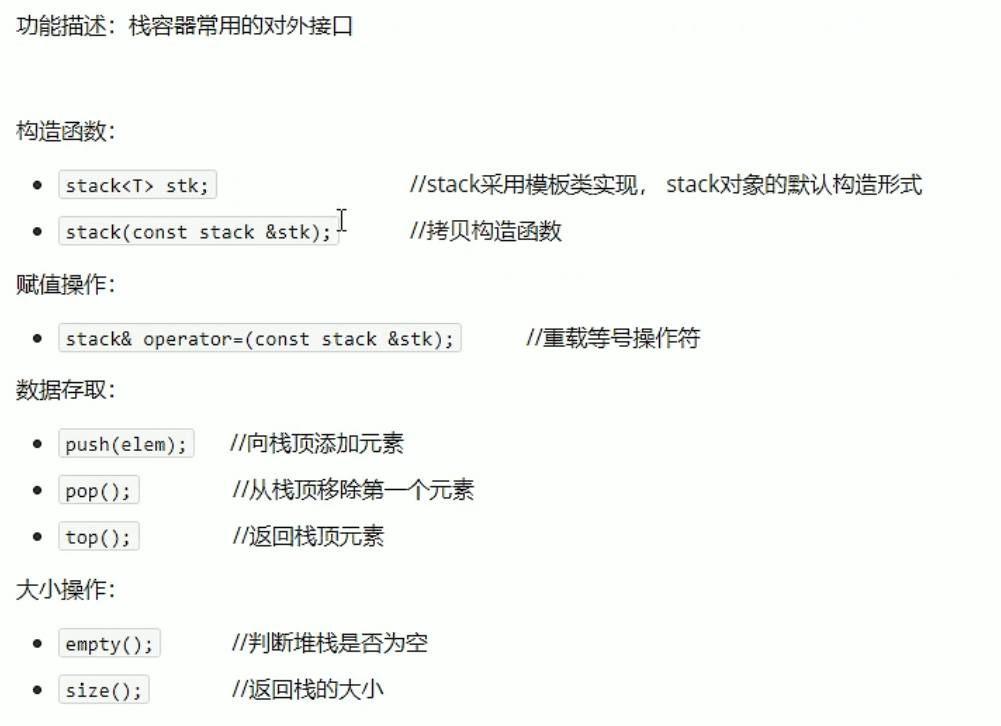 功能描述：栈容器常用的对外接口
构造函数：
stack<T> stk; //stack采用模板类实现， stack对象的默认构造形式
stack(const stack &stk); //拷贝构造函数
赋值操作：
stack& operator=(const stack &stk); //重载等号操作符
数据存取：
push(elem); //向栈顶添加元素
pop(); //从栈顶移除第一个元素
top(); //返回栈顶元素
大小操作：
empty(); //判断堆栈是否为空
size(); //返回栈的大小